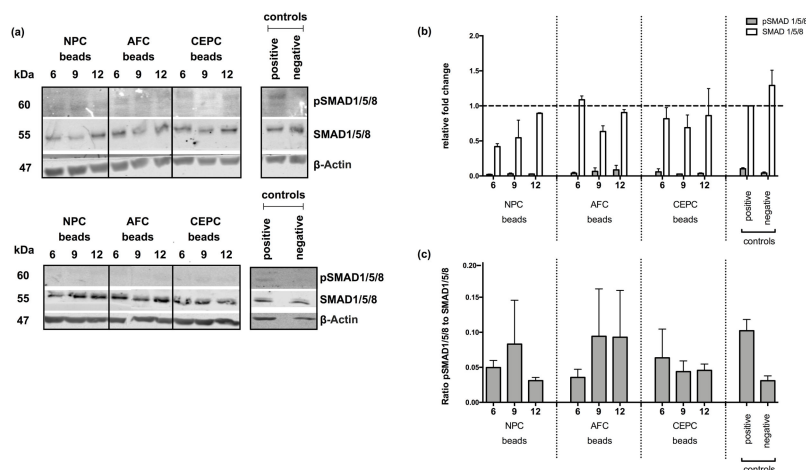 (a)
controls
NPC AFC CEPC
beads beads beads
positive
negative
kDa 6 9 12 6 9 12 6 9 12
60 pSMAD1/5/8
55 SMAD1/5/8
47 β-Actin
controls
NPC AFC CEPC
beads beads beads
positive
negative
kDa 6 9 12 6 9 12 6 9 12
60 pSMAD1/5/8
55 SMAD1/5/8
47 β-Actin
(b)
pSMAD 1/5/8
SMAD 1/5/8
relative fold change
2.0
1.5
1.0
0.5
0.0
6 9 12 6 9 12 6 9 12
positive
negative
NPC AFC CEPC
beads beads beads
controls
(c)
Ratio pSMAD1/5/8 to SMAD1/5/8
0.20
0.15
0.10
0.05
0.00
6 9 12 6 9 12 6 9 12
positive
negative
NPC AFC CEPC
beads beads beads
controls